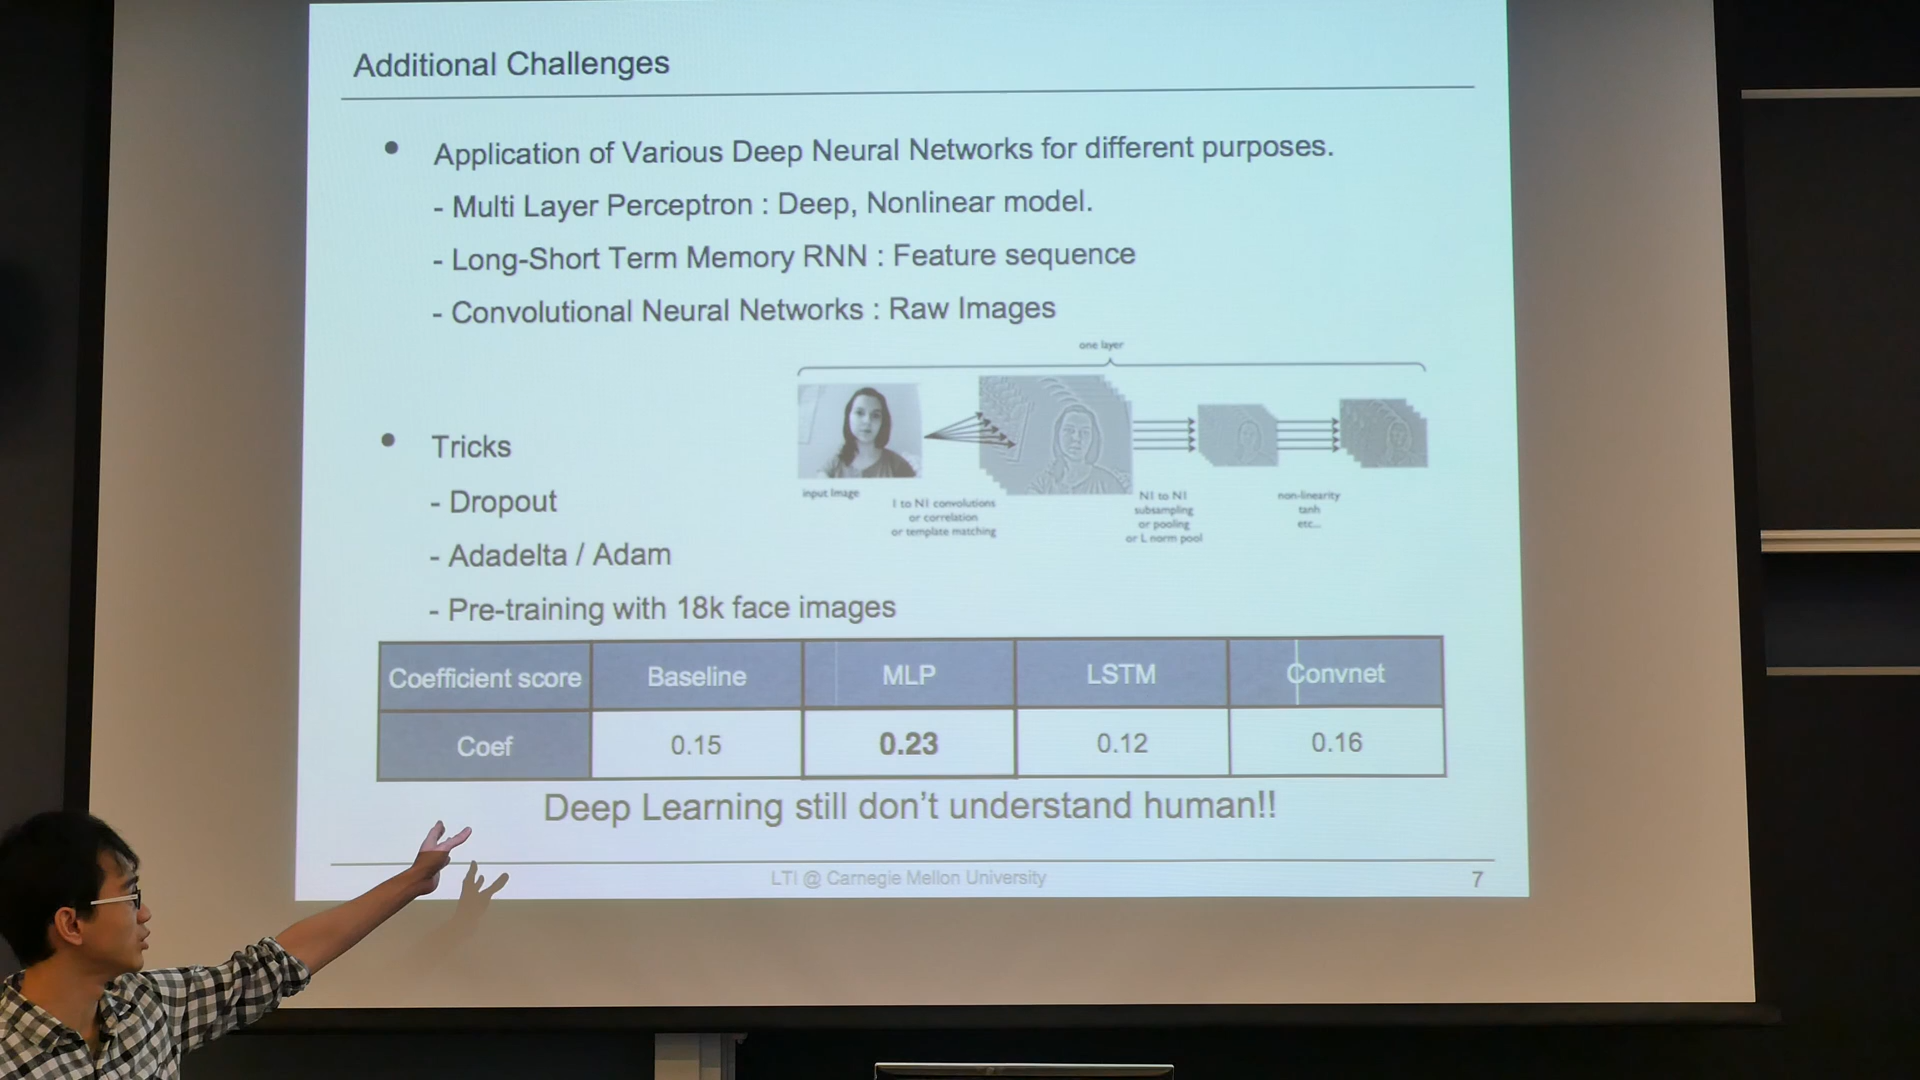 Additional Challenges
• Application of Various Deep Neural Networks for different purposes.
- Multi Layer Perceptron : Deep, Nonlinear model.
- Long-Short Term Memory RNN : Feature sequence
- Convolutional Neural Networks : Raw Images
one layer
input image
1 to N1 convolutions
or correlation
or template matching
N1 to N1
subsampling
or pooling
or L norm pool
non-linearity
tanh
etc...
• Tricks
- Dropout
- Adadelta / Adam
- Pre-training with 18k face images
Coefficient score Baseline MLP LSTM Convnet
Coef 0.15 0.23 0.12 0.16
Deep Learning still don't understand human!!
LTI @ Carnegie Mellon University 7